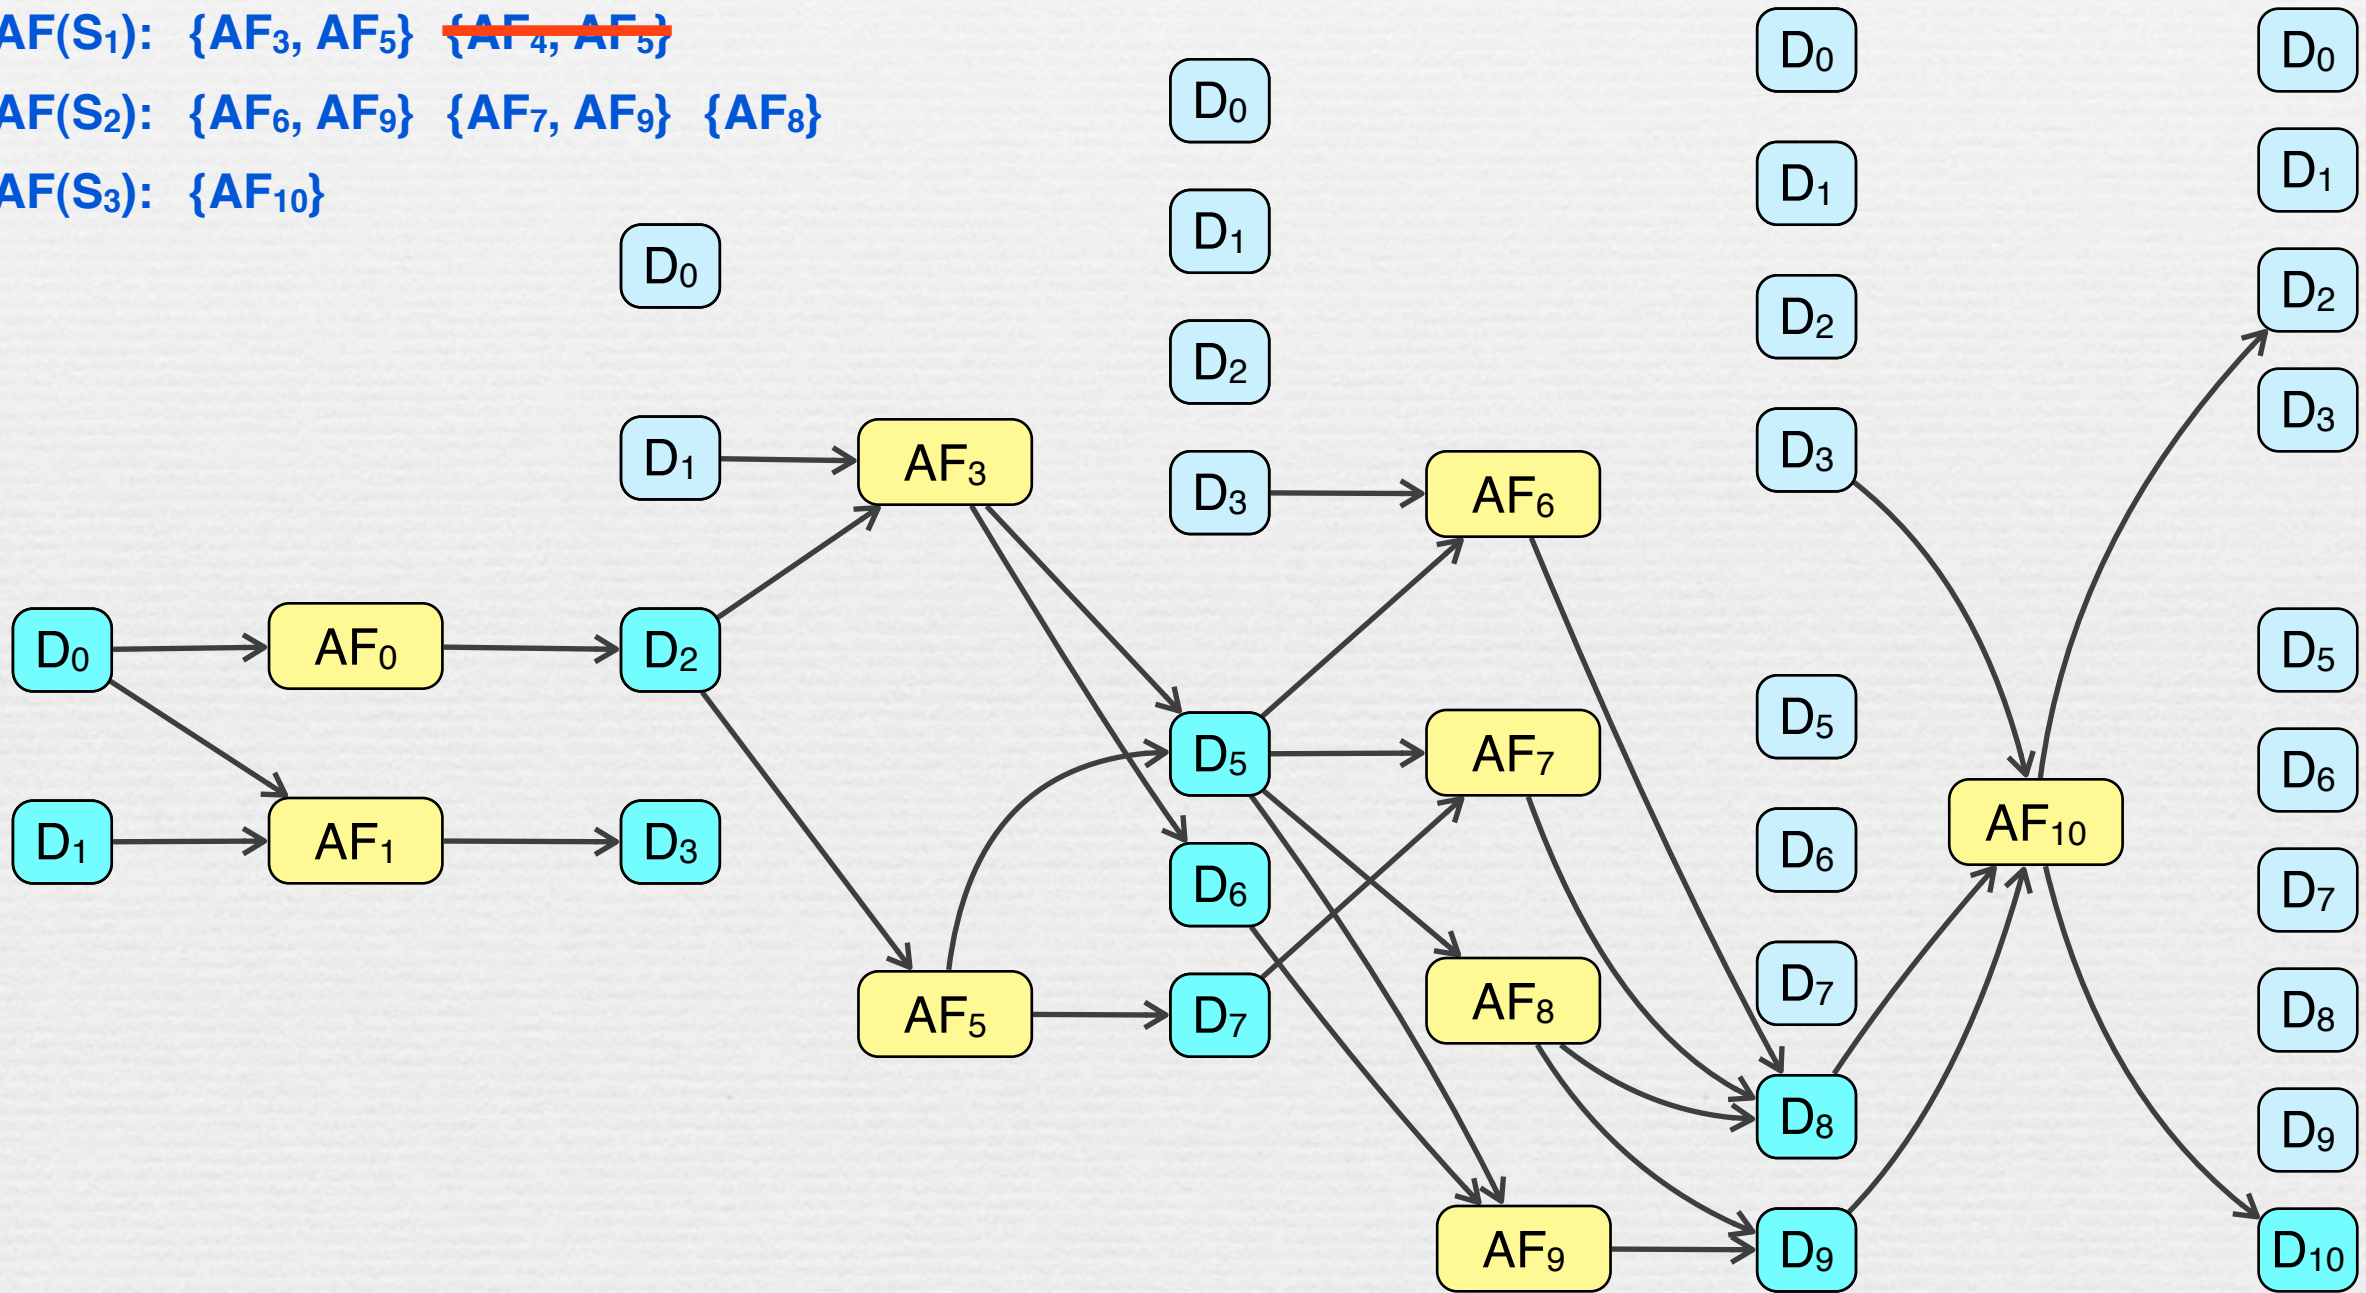 AF(S₁): {AF₃, AF₅} {AF₄, AF₅}
AF(S₂): {AF₆, AF₉} {AF₇, AF₉} {AF₈}
AF(S₃): {AF₁₀}
D₀
AF₀
D₁
AF₁
D₀
D₁
D₂
D₃
AF₃
AF₅
D₀
D₁
D₂
D₃
D₅
D₆
D₇
AF₆
AF₇
AF₈
AF₉
D₀
D₁
D₂
D₃
D₅
D₆
D₇
D₈
D₉
AF₁₀
D₀
D₁
D₂
D₃
D₅
D₆
D₇
D₈
D₉
D₁₀